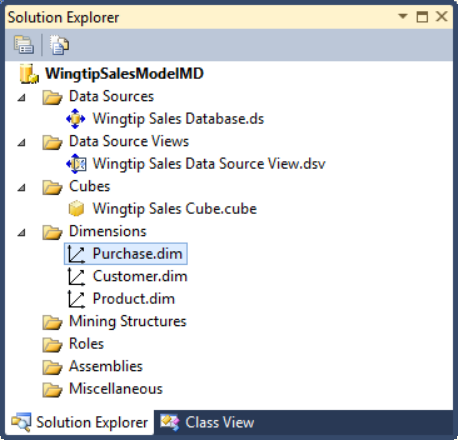 Solution Explorer
WingtipSalesModelMD
Data Sources
Wingtip Sales Database.ds
Data Source Views
Wingtip Sales Data Source View.dsv
Cubes
Wingtip Sales Cube.cube
Dimensions
Purchase.dim
Customer.dim
Product.dim
Mining Structures
Roles
Assemblies
Miscellaneous
Solution Explorer Class View